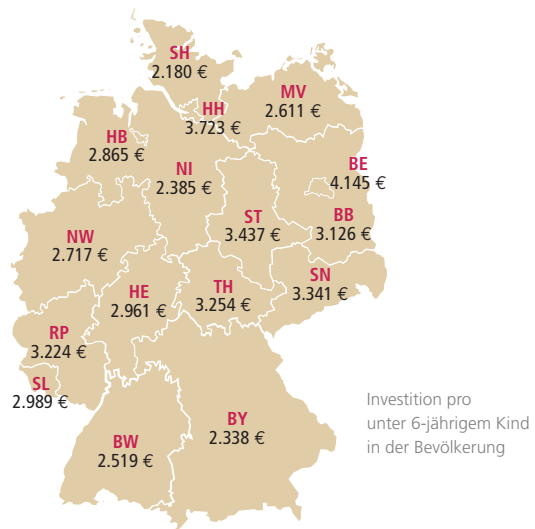 SH
2.180 €
MV
2.611 €
HH
3.723 €
HB
2.865 €
NI
2.385 €
BE
4.145 €
ST
3.437 €
BB
3.126 €
NW
2.717 €
HE
2.961 €
TH
3.254 €
SN
3.341 €
RP
3.224 €
SL
2.989 €
BW
2.519 €
BY
2.338 €
Investition pro
unter 6-jährigem Kind
in der Bevölkerung